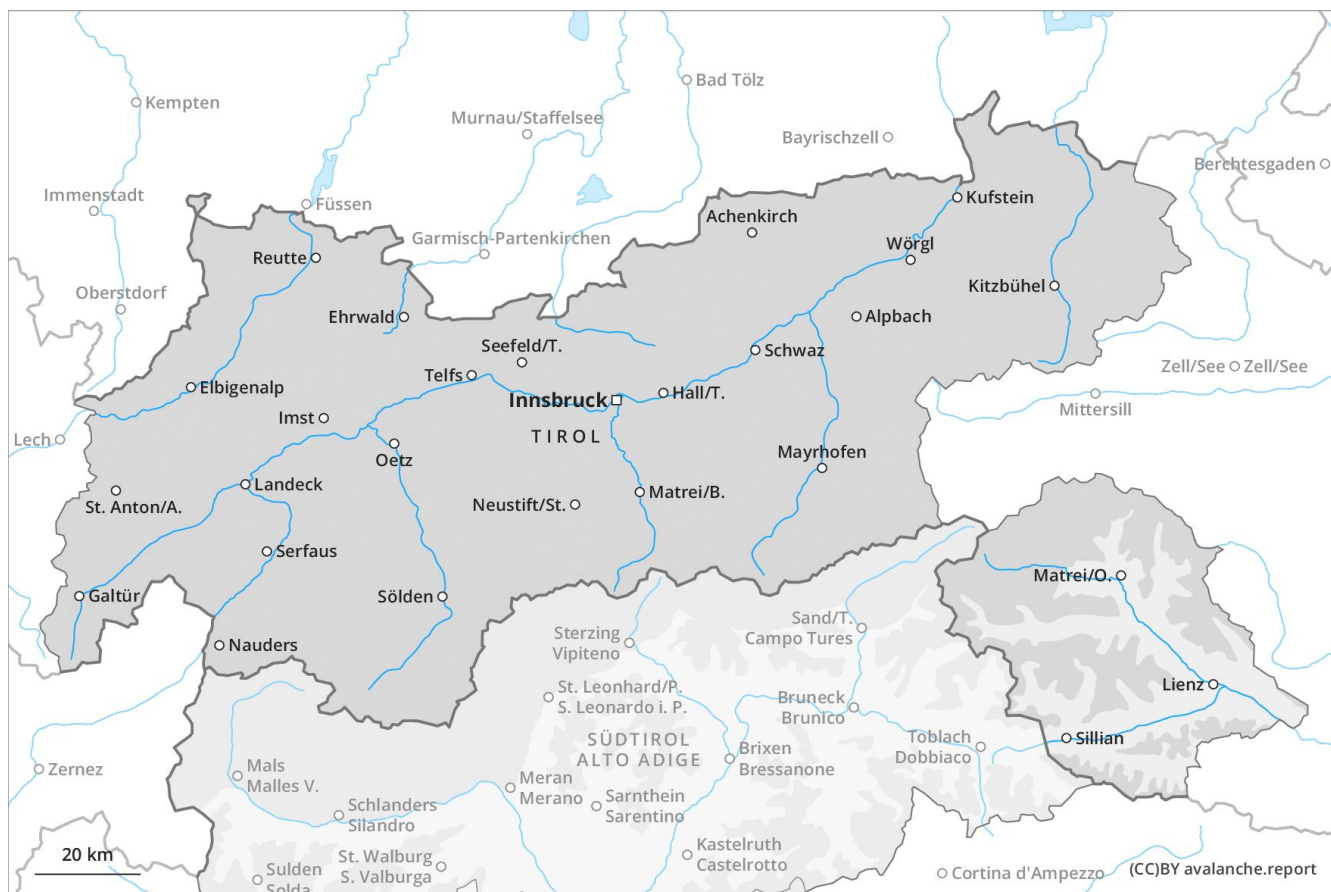 Bad Tölz
Kempten
Murnau/Staffelsee
Bayrischzell
Berchtesgaden
Immenstadt
Füssen
Kufstein
Achenkirch
Garmisch-Partenkirchen
Wörgl
Reutte
Kitzbühel
Oberstdorf
Ehrwald
Alpbach
Seefeld/T.
Schwaz
Zell/See
Zell/See
Telfs
Elbigenalp
Innsbruck
Hall/T.
Mittersill
Imst
TIROL
Lech
Oetz
Mayrhofen
Landeck
Matrei/B.
St. Anton/A.
Neustift/St.
Serfaus
Matrei/O.
Galtür
Sölden
Sand/T.
Campo Tures
Sterzing
Vipiteno
Nauders
Lienz
St. Leonhard/P.
S. Leonardo i. P.
Bruneck
Brunico
SÜDTIROL
ALTO ADIGE
Toblach
Dobbiaco
Sillian
Brixen
Bressanone
Zernez
Mals
Malles V.
Meran
Merano
Sarnthein
Sarentino
Schlanders
Silandro
Kastelruth
Castelrotto
20 km
St. Walburg
S. Valburga
Sulden
Solda
Cortina d'Ampezzo
(CC)BY avalanche.report